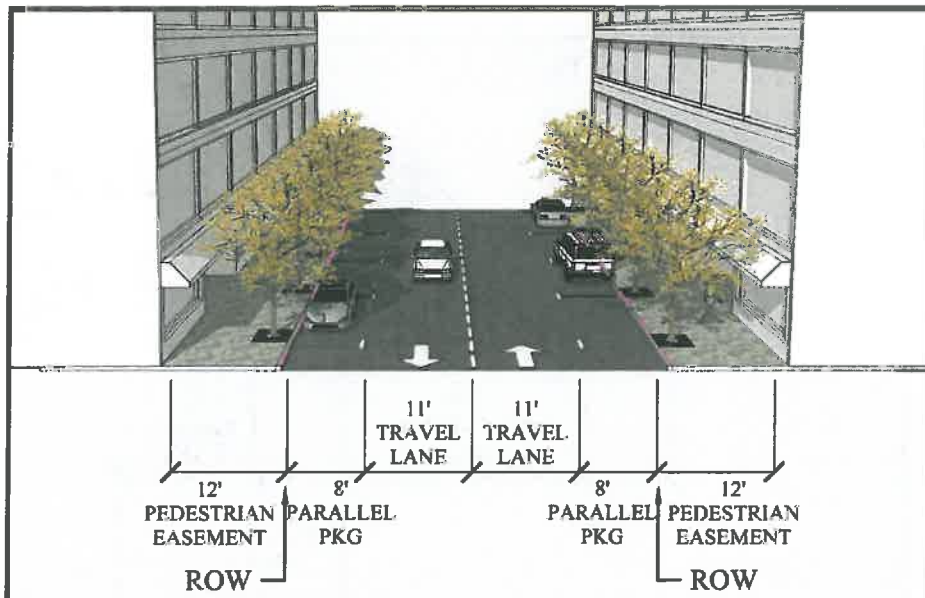 11'
TRAVEL
LANE
11'
TRAVEL
LANE
12'
PEDESTRIAN
EASEMENT
8'
PARALLEL
PKG
8'
PARALLEL
PKG
12'
PEDESTRIAN
EASEMENT
ROW
ROW